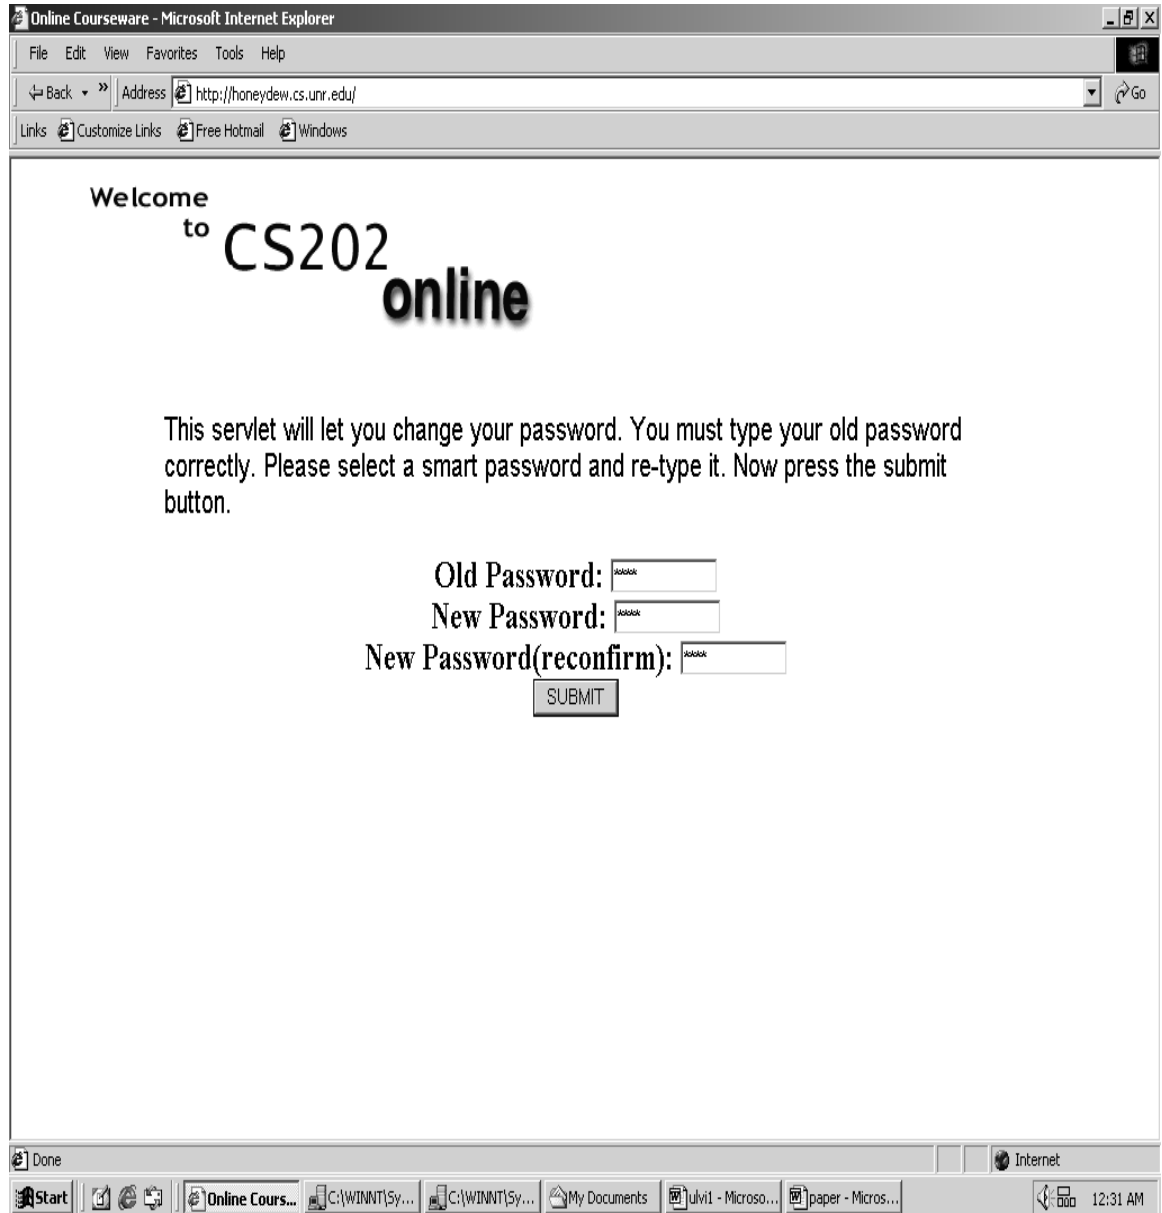 Online Courseware - Microsoft Internet Explorer
File Edit View Favorites Tools Help
Back » Address http://honeydew.cs.unr.edu/ Go
Links Customize Links Free Hotmail Windows
Welcome
to CS202
online
This servlet will let you change your password. You must type your old password
correctly. Please select a smart password and re-type it. Now press the submit
button.
Old Password: ****
New Password: ****
New Password(reconfirm): ****
SUBMIT
Done Internet
Start Online Cours... C:\WINNT\Sy... C:\WINNT\Sy... My Documents ulvi1 - Microso... paper - Micros... 12:31 AM